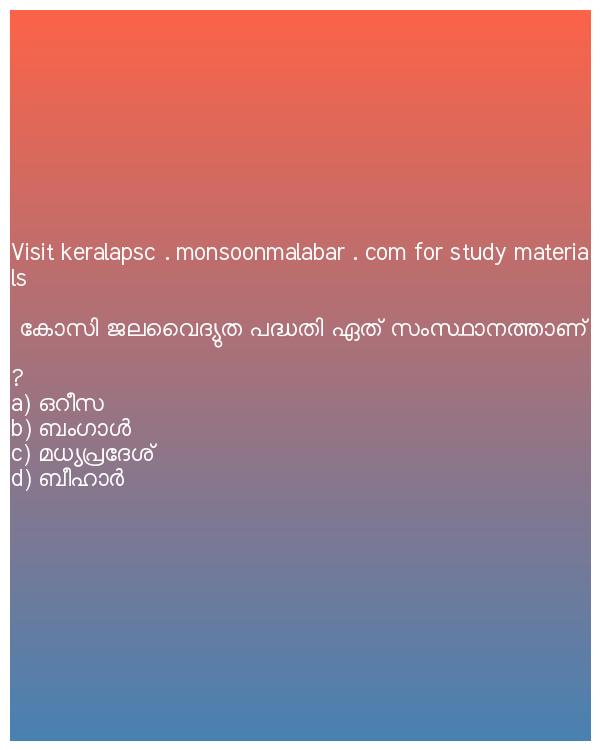 Visit keralapsc . monsoonmalabar . com for study materia
ls
കോസി ജലവൈദ്യുത പദ്ധതി ഏത് സംസ്ഥാനത്താണ്
?
a) ഒറീസ
b) ബംഗാൾ
c) മധ്യപ്രദേശ്
d) ബീഹാർ